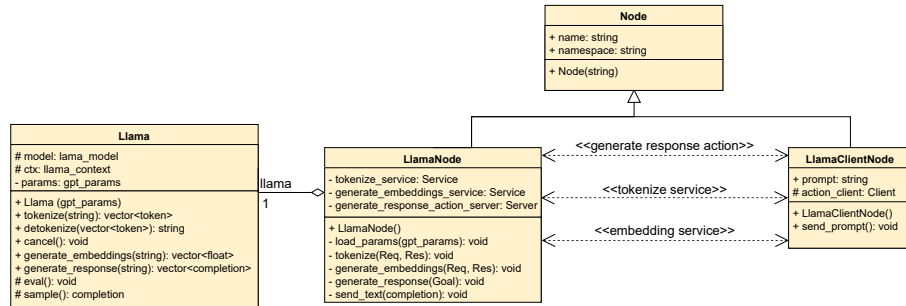 Node
+ name: string
+ namespace: string
+ Node(string)
Llama
# model: lama_model
# ctx: llama_context
- params: gpt_params
+ Llama (gpt_params)
+ tokenize(string): vector<token>
+ detokenize(vector<token>): string
+ cancel(): void
+ generate_embeddings(string): vector<float>
+ generate_response(string): vector<completion>
# eval(): void
# sample(): completion
llama
1
LlamaNode
- tokenize_service: Service
- generate_embeddings_service: Service
- generate_response_action_server: Server
+ LlamaNode()
- load_params(gpt_params): void
- tokenize(Req, Res): void
- generate_embeddings(Req, Res): void
- generate_response(Goal): void
- send_text(completion): void
<<generate response action>>
<<tokenize service>>
<<embedding service>>
LlamaClientNode
+ prompt: string
# action_client: Client
+ LlamaClientNode()
+ send_prompt(): void